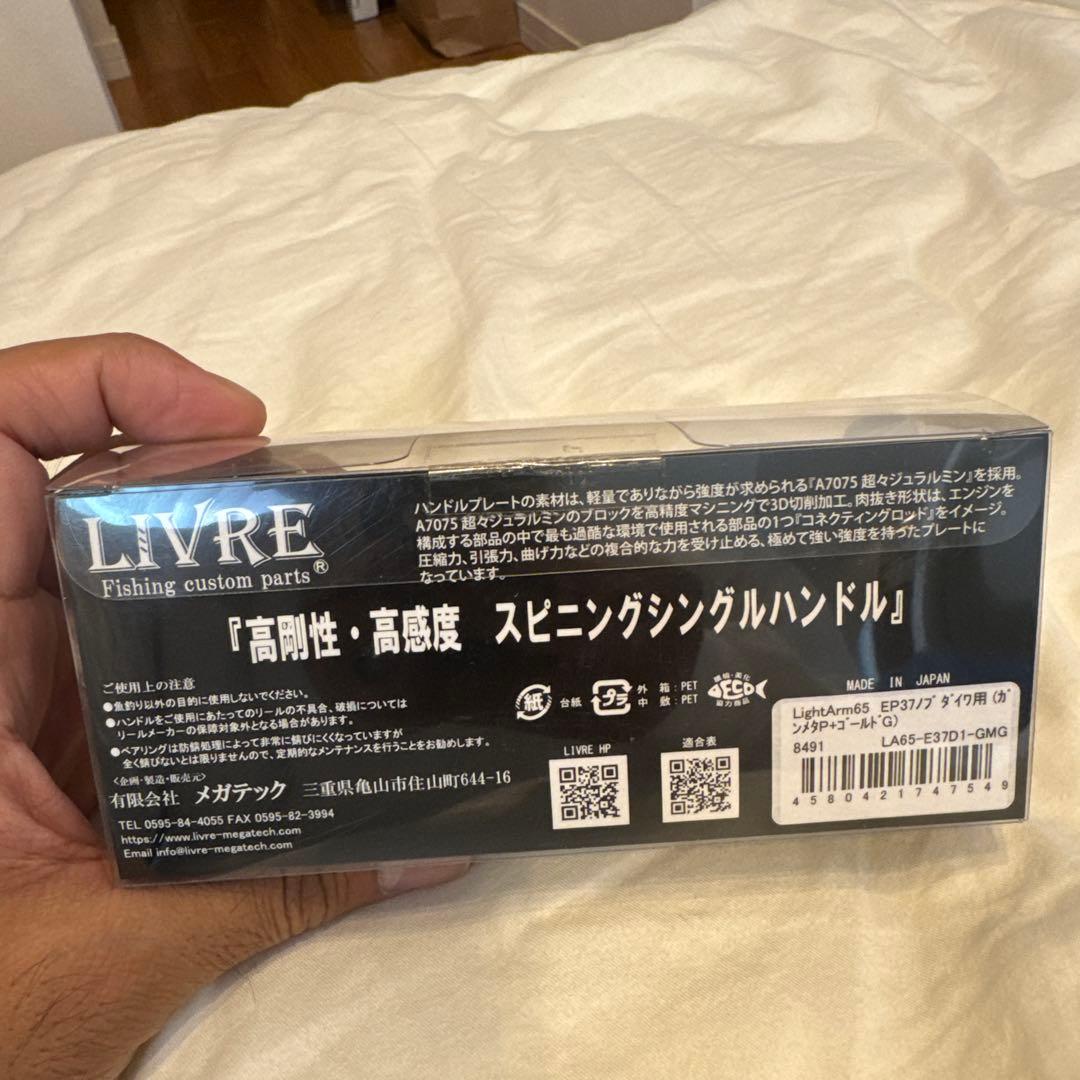 LIVRE
Fishing custom parts®
ハンドルプレートの素材は、軽量でありながら強度が求められる『A7075 超々ジュラルミン』を採用。
A7075 超々ジュラルミンのブロックを高精度マシニングで3D切削加工。肉抜き形状は、エンジンを
構成する部品の中で最も過酷な環境で使用される部品の1つ『コネクティングロッド』をイメージ。
圧縮力、引張力、曲げ力などの複合的な力を受け止める、極めて強い強度を持ったプレートに
なっています。
『高剛性・高感度 スピニングシングルハンドル』
ご使用上の注意
●魚釣り以外の目的に使用しないでください。
●ハンドルをご使用にあたってのリールの不具合、破損については
リールメーカーの保障対象外となる場合があります。
●ベアリングは防錆処理によって非常に錆びにくくなっていますが
全く錆びないとは限りませんので、定期的なメンテナンスを行うことをお勧めします。
<企画・製造・販売元>
有限会社 メガテック 三重県亀山市住山町644-16
TEL 0595-84-4055 FAX 0595-82-3994
https://www.livre-megatech.com
Email info@livre-megatech.com
紙 台紙
プラ 外箱:PET
中敷:PET
環境・美化
ECO
協力商品
LIVRE HP
適合表
MADE IN JAPAN
LightArm65 EP37ノブ ダイワ用 (ガ
ンメタP+ゴールドG)
8491 LA65-E37D1-GMG
4580421747549